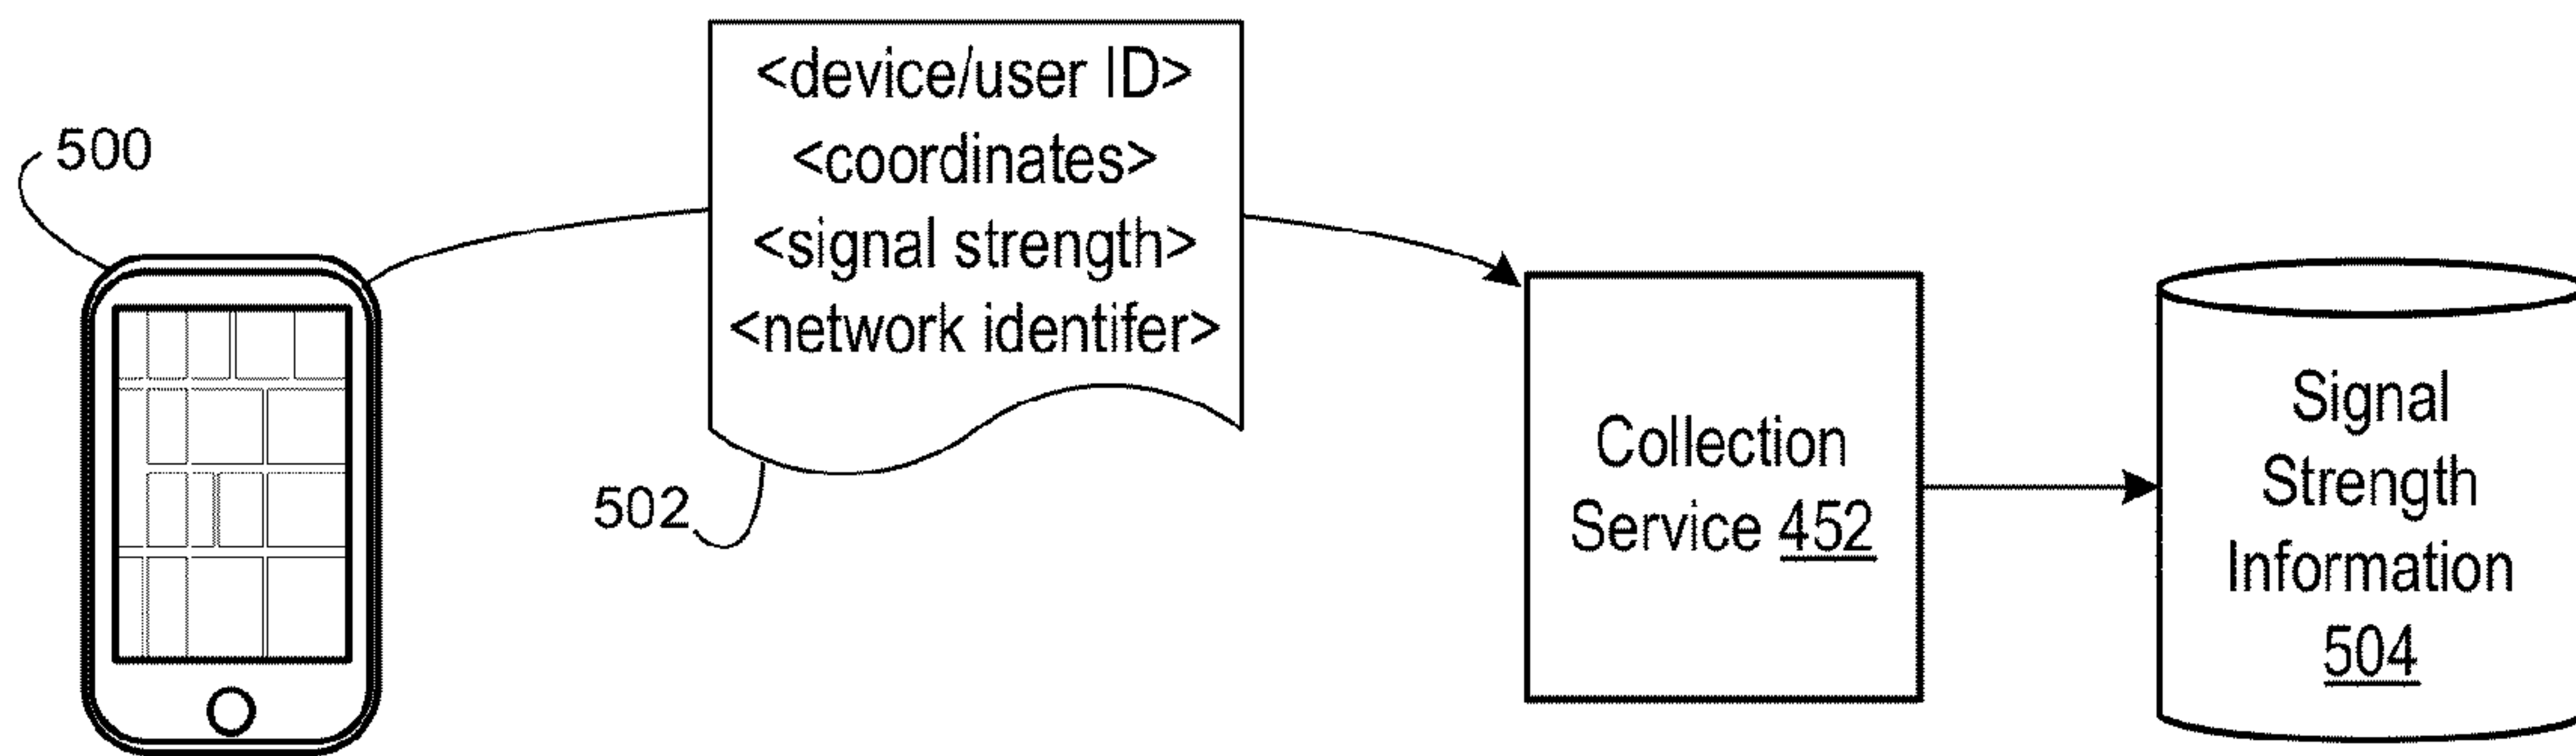 500
<device/user ID>
<coordinates>
<signal strength>
<network identifer>
502
Collection
Service 452
Signal
Strength
Information
504